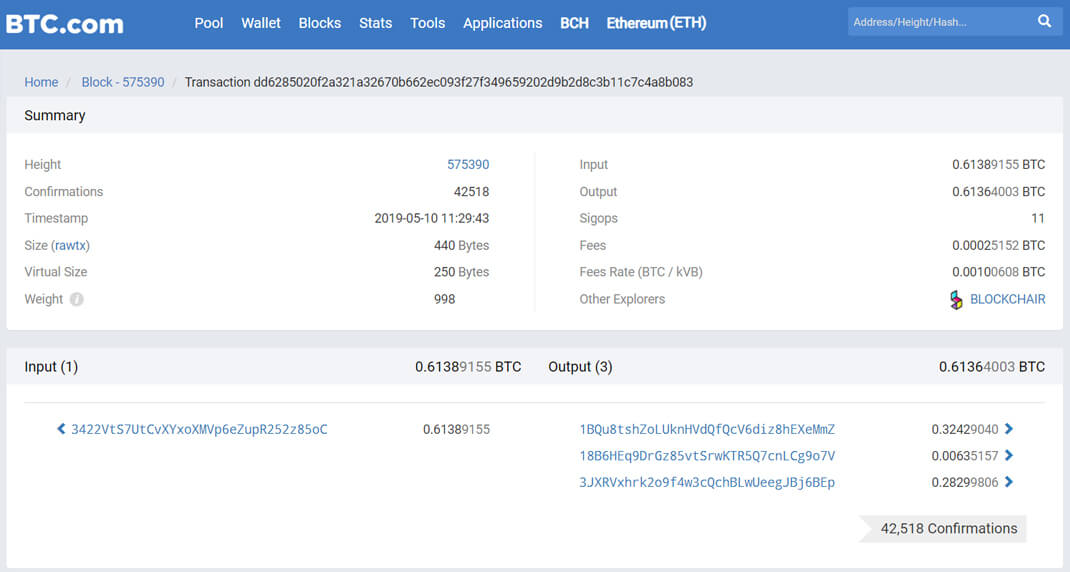 BTC.com Pool Wallet Blocks Stats Tools Applications BCH Ethereum(ETH) Address/Height/Hash...
Home / Block - 575390 / Transaction dd6285020f2a321a32670b662ec093f27f349659202d9b2d8c3b11c7c4a8b083
Summary
Height 575390 Input 0.61389155 BTC
Confirmations 42518 Output 0.61364003 BTC
Timestamp 2019-05-10 11:29:43 Sigops 11
Size (rawtx) 440 Bytes Fees 0.00025152 BTC
Virtual Size 250 Bytes Fees Rate (BTC / kVB) 0.00100608 BTC
Weight i 998 Other Explorers BLOCKCHAIR
Input (1) 0.61389155 BTC Output (3) 0.61364003 BTC
3422VtS7UtCvXYxoXMVp6eZupR252z85oC 0.61389155 1BQu8tshZoLUknHVdQfQcV6diz8hEXeMmZ 0.32429040
18B6HEq9DrGz85vtSrwKTR5Q7cnLCg9o7V 0.00635157
3JXRVxhrk2o9f4w3cQchBLwUeegJBj6BEp 0.28299806
42,518 Confirmations